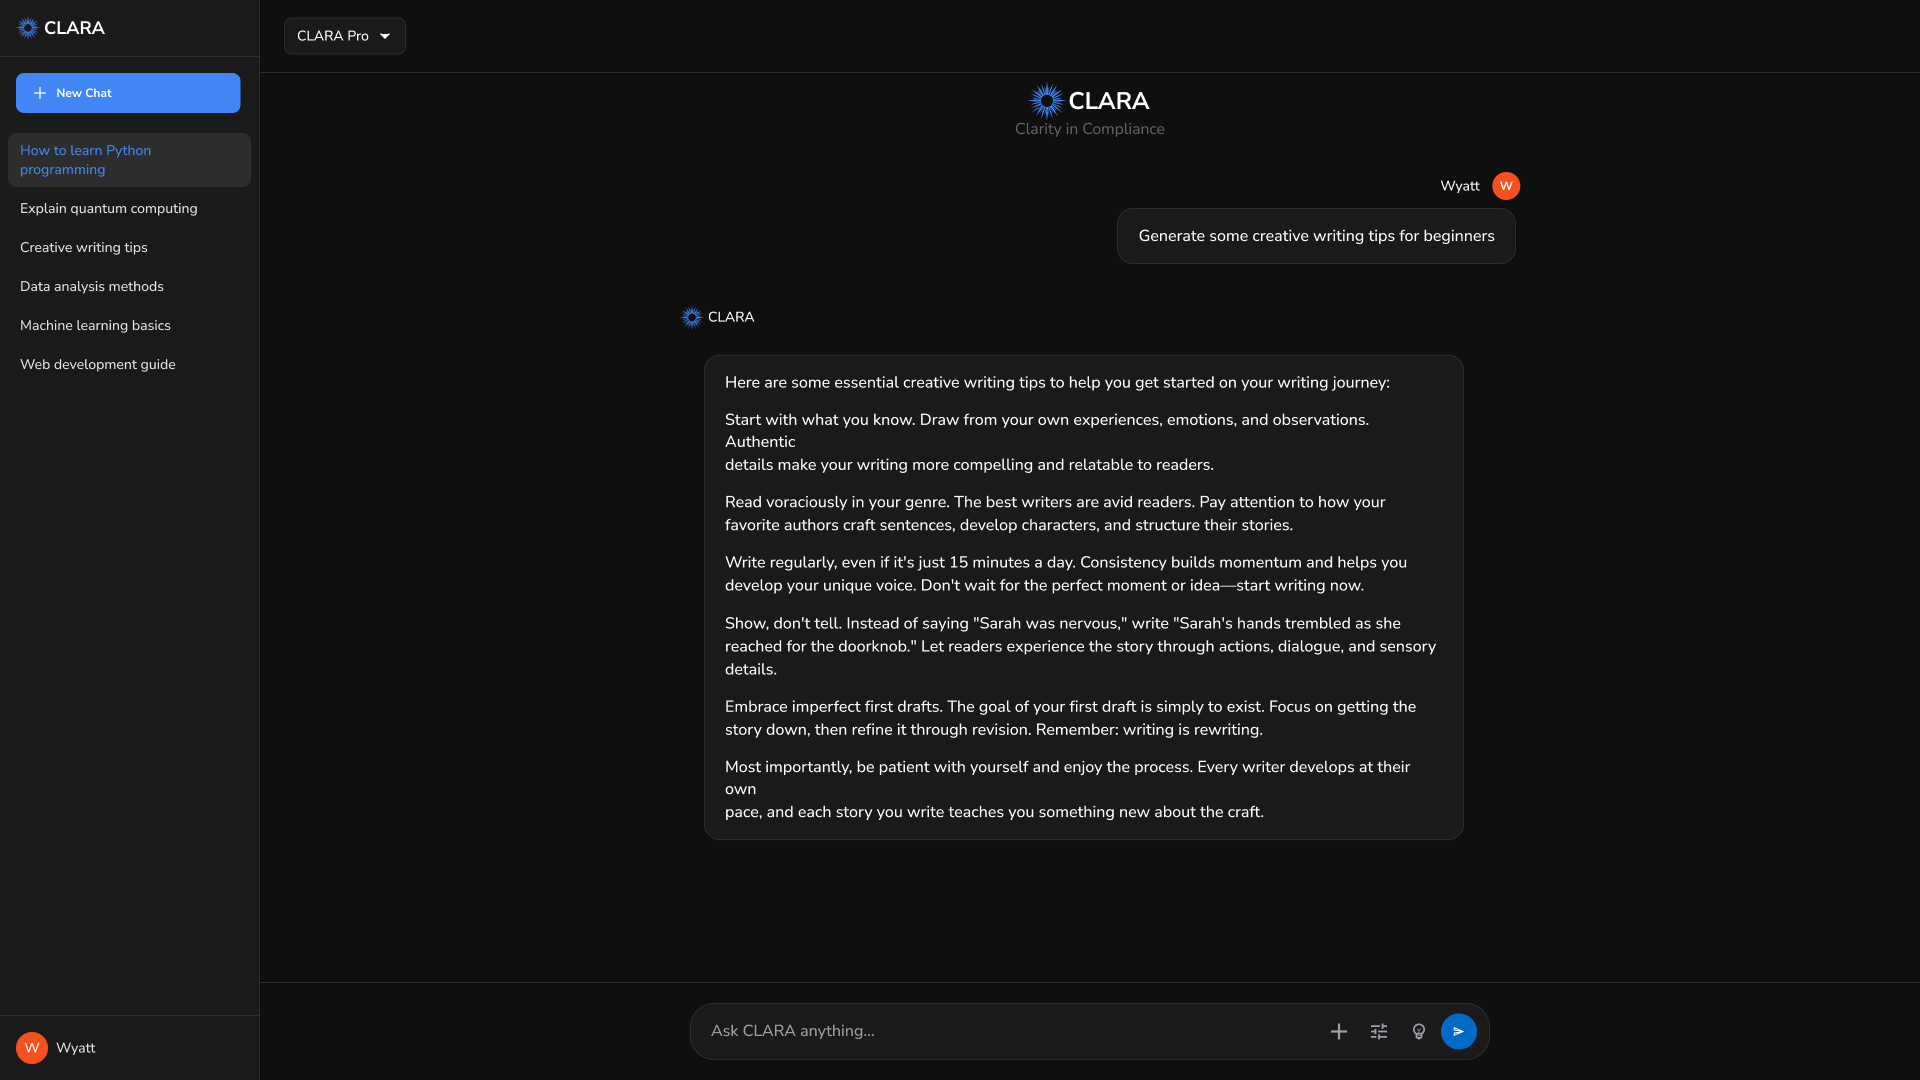 CLARA
New Chat
How to learn Python
programming
Explain quantum computing
Creative writing tips
Data analysis methods
Machine learning basics
Web development guide
W
Wyatt
CLARA Pro
CLARA
Clarity in Compliance
Wyatt
W
Generate some creative writing tips for beginners
CLARA
Here are some essential creative writing tips to help you get started on your writing journey:
Start with what you know. Draw from your own experiences, emotions, and observations.
Authentic
details make your writing more compelling and relatable to readers.
Read voraciously in your genre. The best writers are avid readers. Pay attention to how your
favorite authors craft sentences, develop characters, and structure their stories.
Write regularly, even if it's just 15 minutes a day. Consistency builds momentum and helps you
develop your unique voice. Don't wait for the perfect moment or idea—start writing now.
Show, don't tell. Instead of saying "Sarah was nervous," write "Sarah's hands trembled as she
reached for the doorknob." Let readers experience the story through actions, dialogue, and sensory
details.
Embrace imperfect first drafts. The goal of your first draft is simply to exist. Focus on getting the
story down, then refine it through revision. Remember: writing is rewriting.
Most importantly, be patient with yourself and enjoy the process. Every writer develops at their
own
pace, and each story you write teaches you something new about the craft.
Ask CLARA anything...